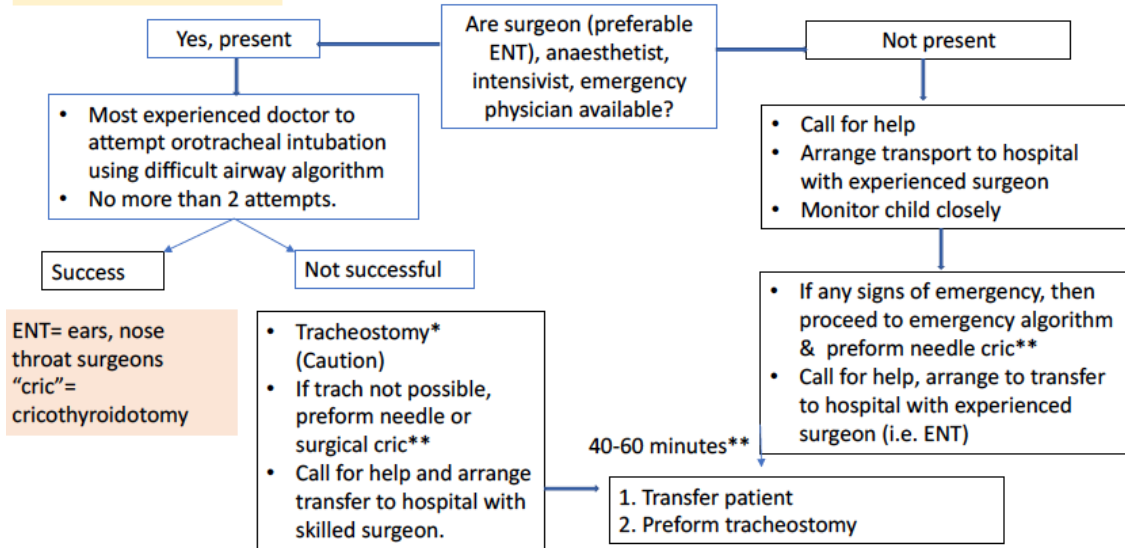 Are surgeon (preferable
ENT), anaesthetist,
intensivist, emergency
physician available?
Yes, present
• Most experienced doctor to
attempt orotracheal intubation
using difficult airway algorithm
• No more than 2 attempts.
Success
Not successful
ENT= ears, nose
throat surgeons
"cric"=
cricothyroidotomy
• Tracheostomy*
(Caution)
• If trach not possible,
preform needle or
surgical cric**
• Call for help and arrange
transfer to hospital with
skilled surgeon.
Not present
• Call for help
• Arrange transport to hospital
with experienced surgeon
• Monitor child closely
• If any signs of emergency, then
proceed to emergency algorithm
& preform needle cric**
• Call for help, arrange to transfer
to hospital with experienced
surgeon (i.e. ENT)
40-60 minutes**
1. Transfer patient
2. Preform tracheostomy